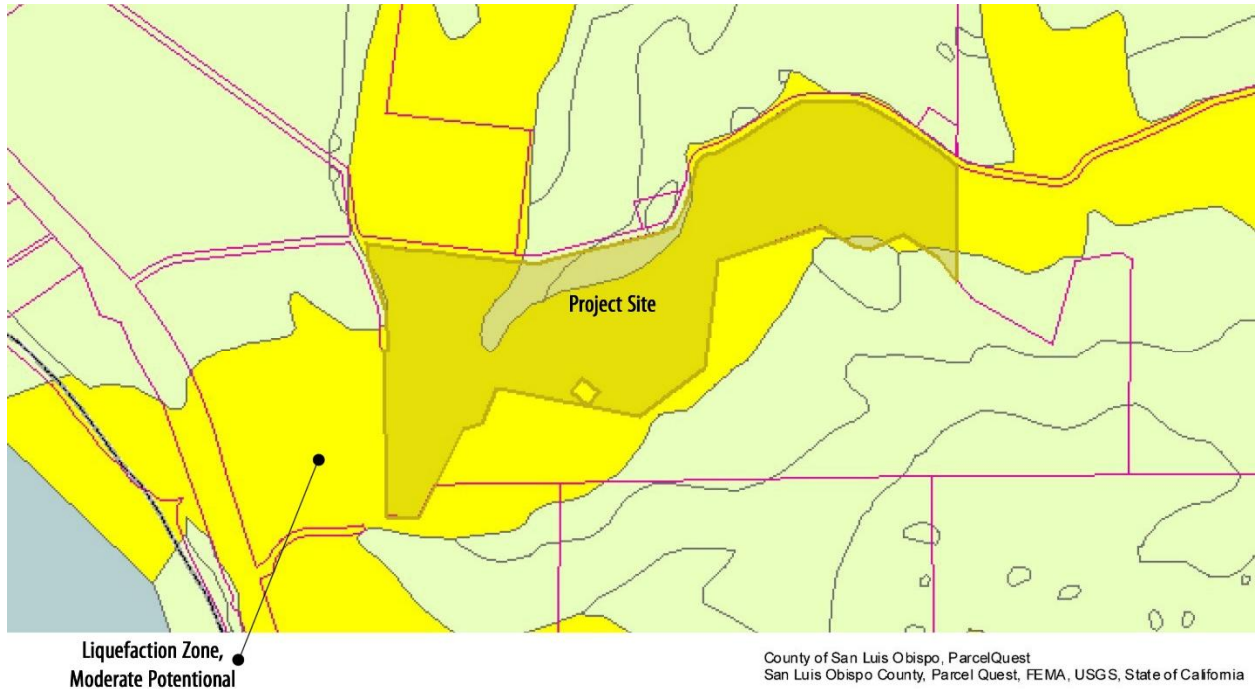 Project Site
Liquefaction Zone,
Moderate Potentional
County of San Luis Obispo, ParcelQuest
San Luis Obispo County, Parcel Quest, FEMA, USGS, State of California